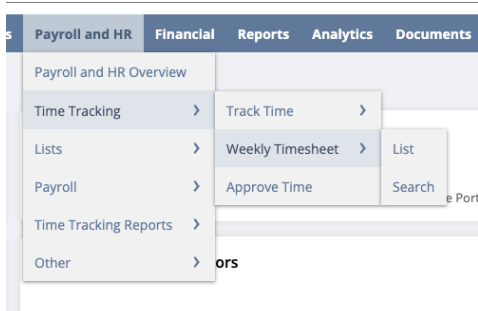 s Payroll and HR Financial Reports Analytics Documents
Payroll and HR Overview
Time Tracking
Track Time
Lists
Weekly Timesheet
List
Payroll
Approve Time
Search
e Port
Time Tracking Reports
Other
ors